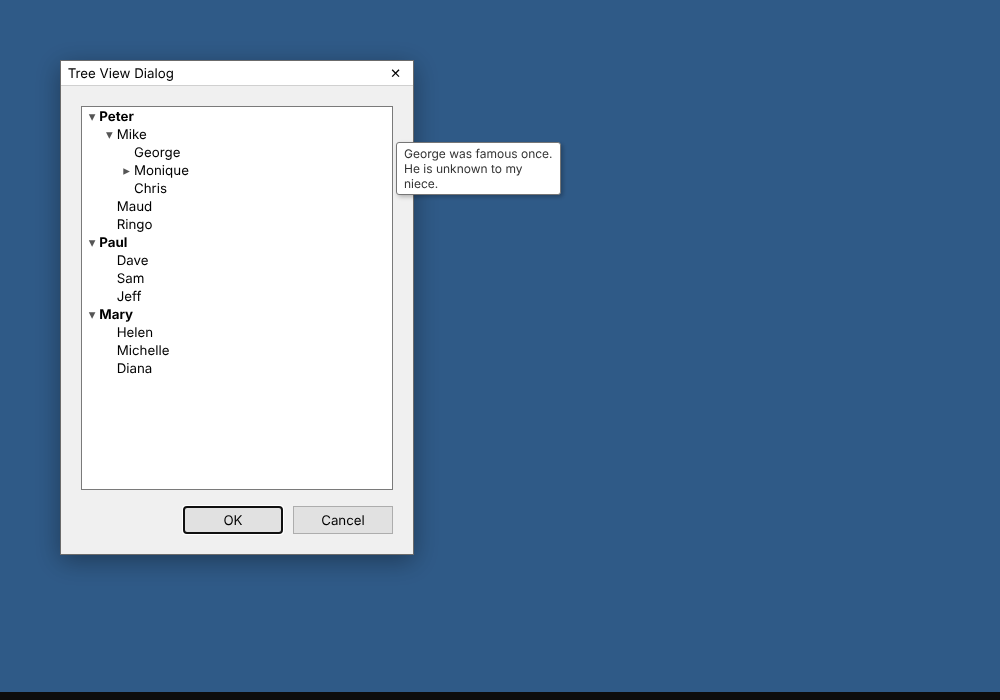 Tree View Dialog
Peter
Mike
George
Monique
Chris
Maud
Ringo
Paul
Dave
Sam
Jeff
Mary
Helen
Michelle
Diana
George was famous once.
He is unknown to my
niece.
OK
Cancel